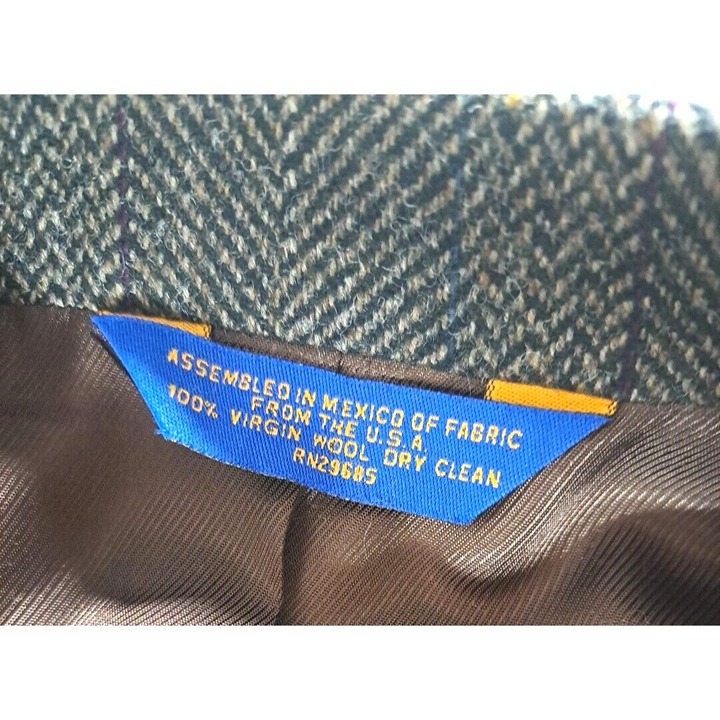 ASSEMBLED IN MEXICO OF FABRIC
FROM THE U.S.A
100% VIRGIN WOOL DRY CLEAN
RN29685